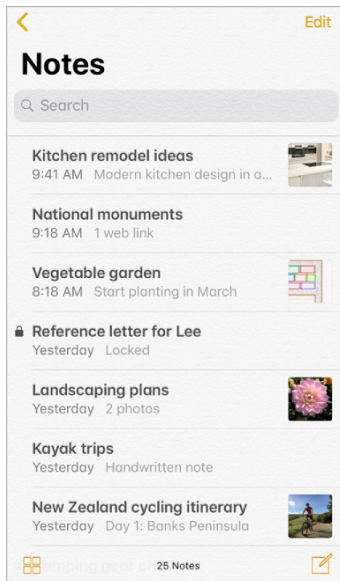 Edit
Notes
Search
Kitchen remodel ideas
9:41 AM Modern kitchen design in a...
National monuments
9:18 AM 1 web link
Vegetable garden
8:18 AM Start planting in March
Reference letter for Lee
Yesterday Locked
Landscaping plans
Yesterday 2 photos
Kayak trips
Yesterday Handwritten note
New Zealand cycling itinerary
Yesterday Day 1: Banks Peninsula
camping gear ch
25 Notes